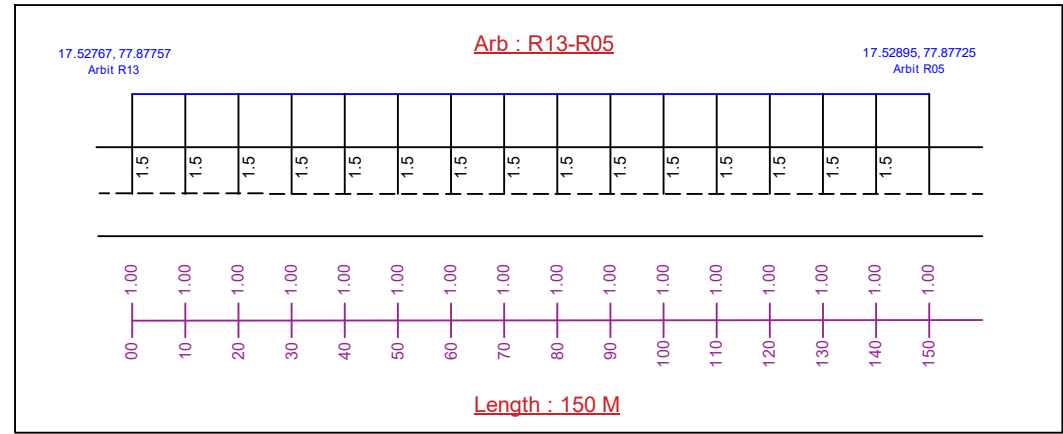 Arb : R13-R05
17.52767, 77.87757
Arbit R13
17.52895, 77.87725
Arbit R05
1.5 1.5 1.5 1.5 1.5 1.5 1.5 1.5 1.5 1.5 1.5 1.5 1.5 1.5 1.5
1.00 1.00 1.00 1.00 1.00 1.00 1.00 1.00 1.00 1.00 1.00 1.00 1.00 1.00 1.00 1.00
00 10 20 30 40 50 60 70 80 90 100 110 120 130 140 150
Length : 150 M